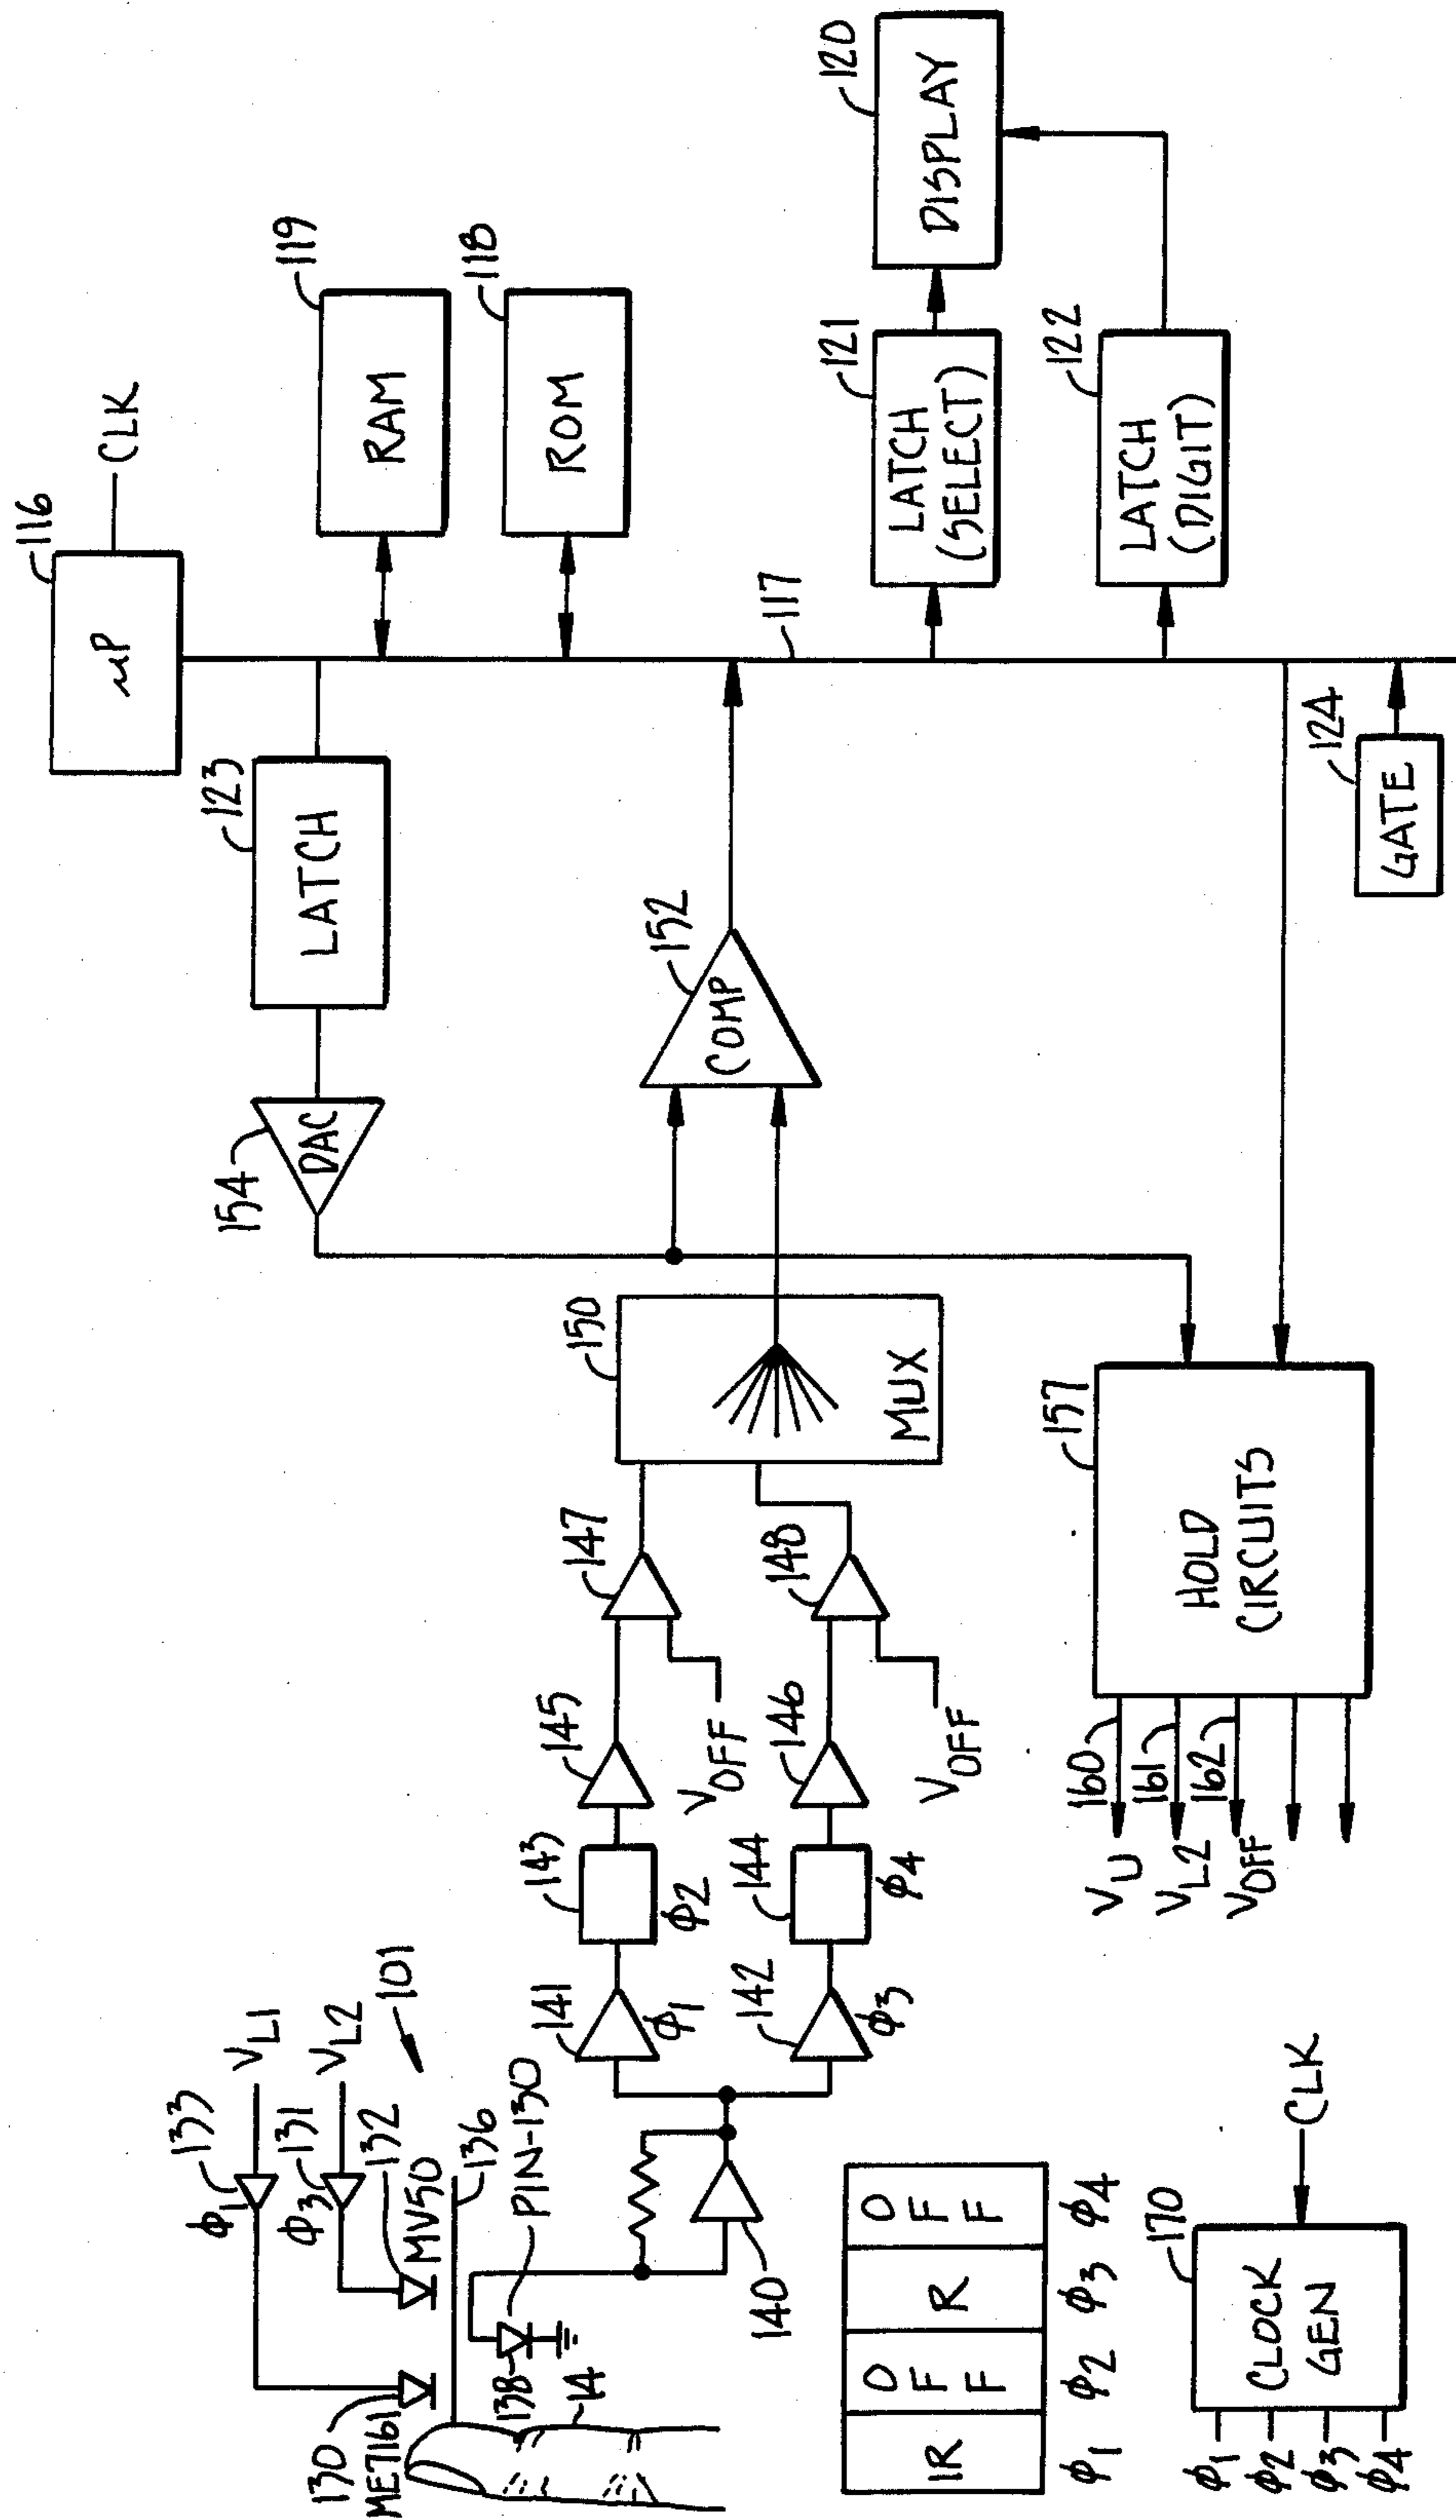 116
µP
CLK
119
RAM
118
ROM
123
LATCH
154
DAC
117
152
COMP
120
DISPLAY
121
LATCH
(SELECT)
122
LATCH
(DIGIT)
124
GATE
150
MUX
157
HOLD
CIRCUITS
160
161
162
VLI
VL2
VOFF
147
148
145
146
VOFF
VOFF
143
φ2
144
φ4
141
φ1
142
φ3
101
VL1
VL2
133
φ1
131
φ3
132
MV50
136
PIN-13D
130
ME7161
138
14
140
IR
OFF
R
OFF
φ1
φ2
φ3
φ4
CLK
170
CLOCK
GEN
φ1
φ2
φ3
φ4